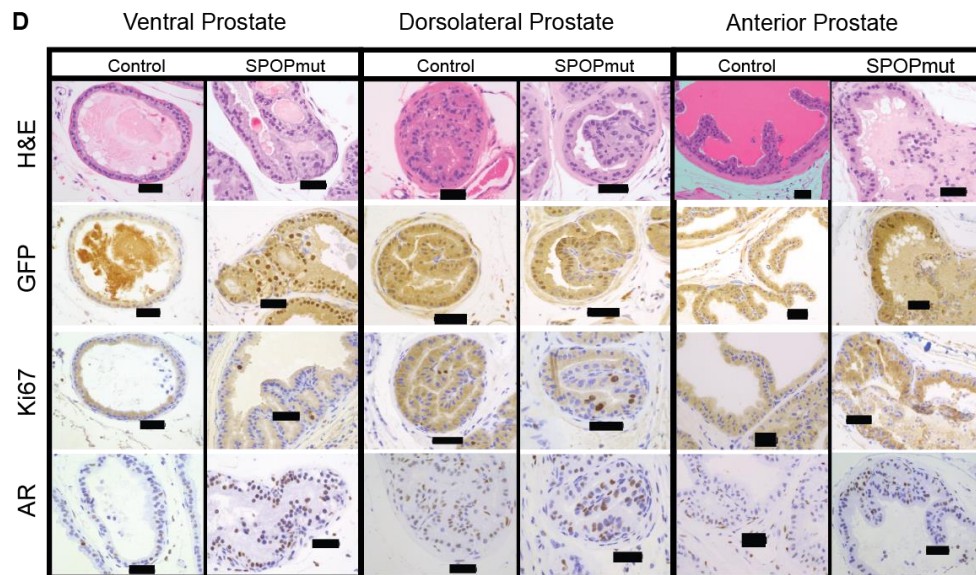 D
Ventral Prostate Dorsolateral Prostate Anterior Prostate
Control SPOPmut Control SPOPmut Control SPOPmut
H&E
GFP
Ki67
AR